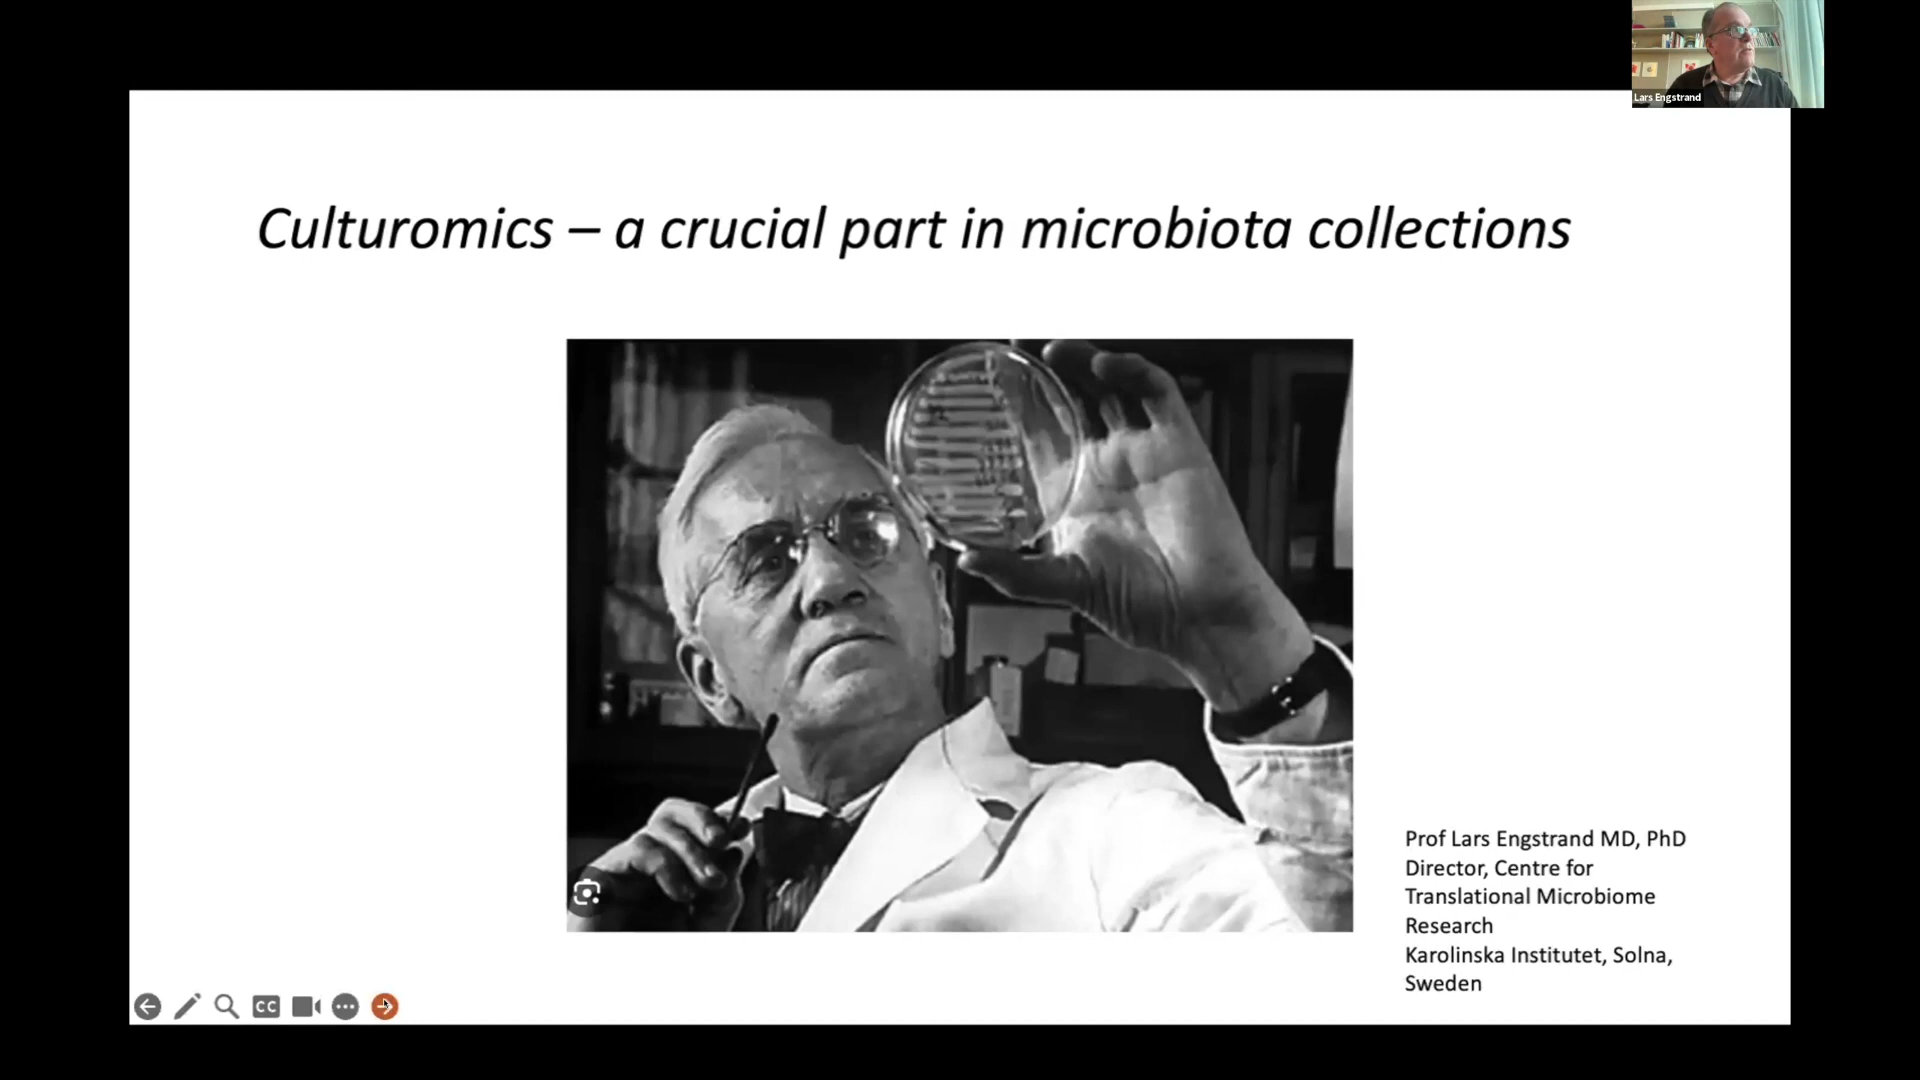 Lars Engstrand
Culturomics – a crucial part in microbiota collections
Prof Lars Engstrand MD, PhD
Director, Centre for
Translational Microbiome
Research
Karolinska Institutet, Solna,
Sweden
CC